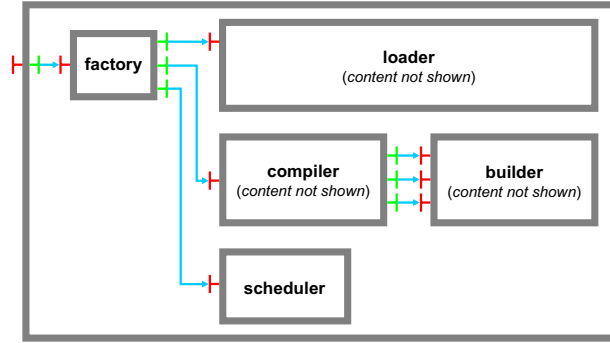 factory
loader
(content not shown)
compiler
(content not shown)
builder
(content not shown)
scheduler